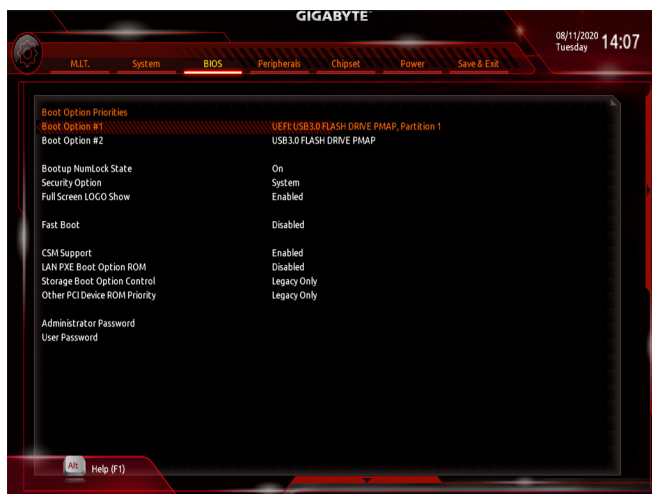 GIGABYTE™
08/11/2020 14:07
Tuesday
M.I.T. System BIOS Peripherals Chipset Power Save & Exit
Boot Option Priorities
Boot Option #1 UEFI: USB3.0 FLASH DRIVE PMAP, Partition 1
Boot Option #2 USB3.0 FLASH DRIVE PMAP
Bootup NumLock State On
Security Option System
Full Screen LOGO Show Enabled
Fast Boot Disabled
CSM Support Enabled
LAN PXE Boot Option ROM Disabled
Storage Boot Option Control Legacy Only
Other PCI Device ROM Priority Legacy Only
Administrator Password
User Password
Alt Help (F1)